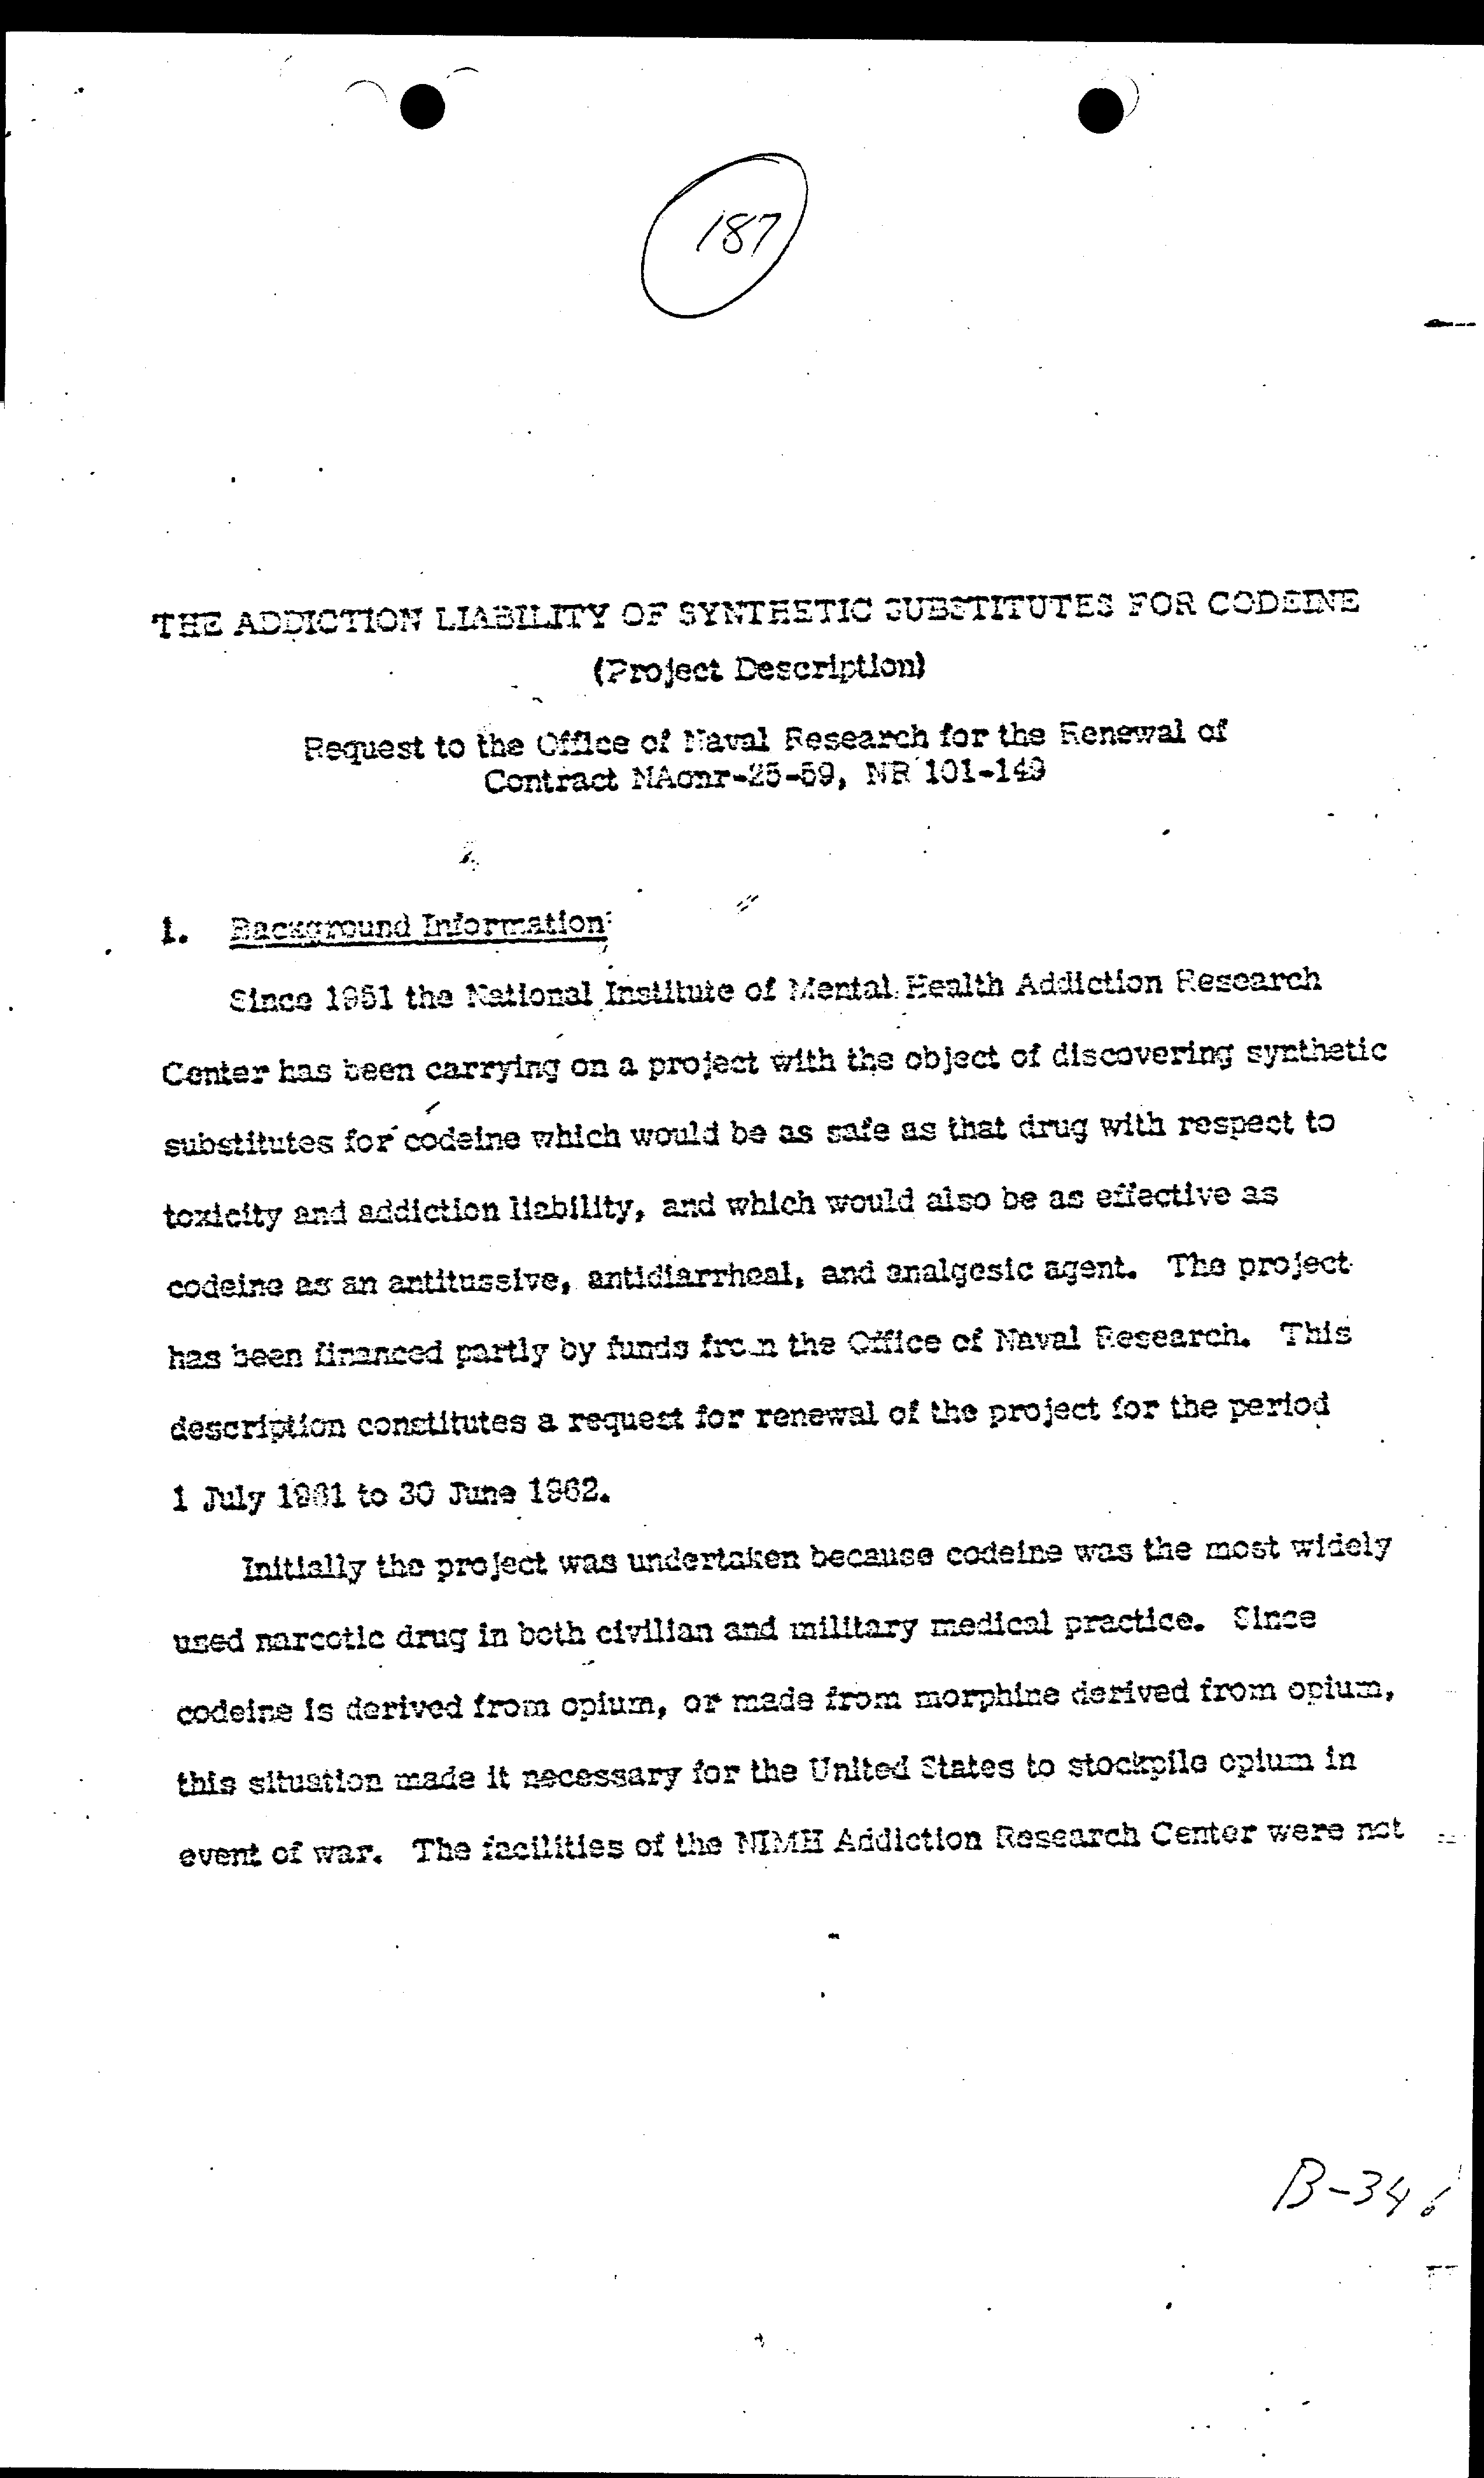 187
THE ADDICTION LIABILITY OF SYNTHETIC SUBSTITUTES FOR CODEINE
(Project Description)
Request to the Office of Naval Research for the Renewal of
Contract NAonr-25-59, NR 101-149
1. Background Information
Since 1951 the National Institute of Mental Health Addiction Research
Center has been carrying on a project with the object of discovering synthetic
substitutes for codeine which would be as safe as that drug with respect to
toxicity and addiction liability, and which would also be as effective as
codeine as an antitussive, antidiarrheal, and analgesic agent. The project
has been financed partly by funds from the Office of Naval Research. This
description constitutes a request for renewal of the project for the period
1 July 1961 to 30 June 1962.
Initially the project was undertaken because codeine was the most widely
used narcotic drug in both civilian and military medical practice. Since
codeine is derived from opium, or made from morphine derived from opium,
this situation made it necessary for the United States to stockpile opium in
event of war. The facilities of the NIMH Addiction Research Center were not